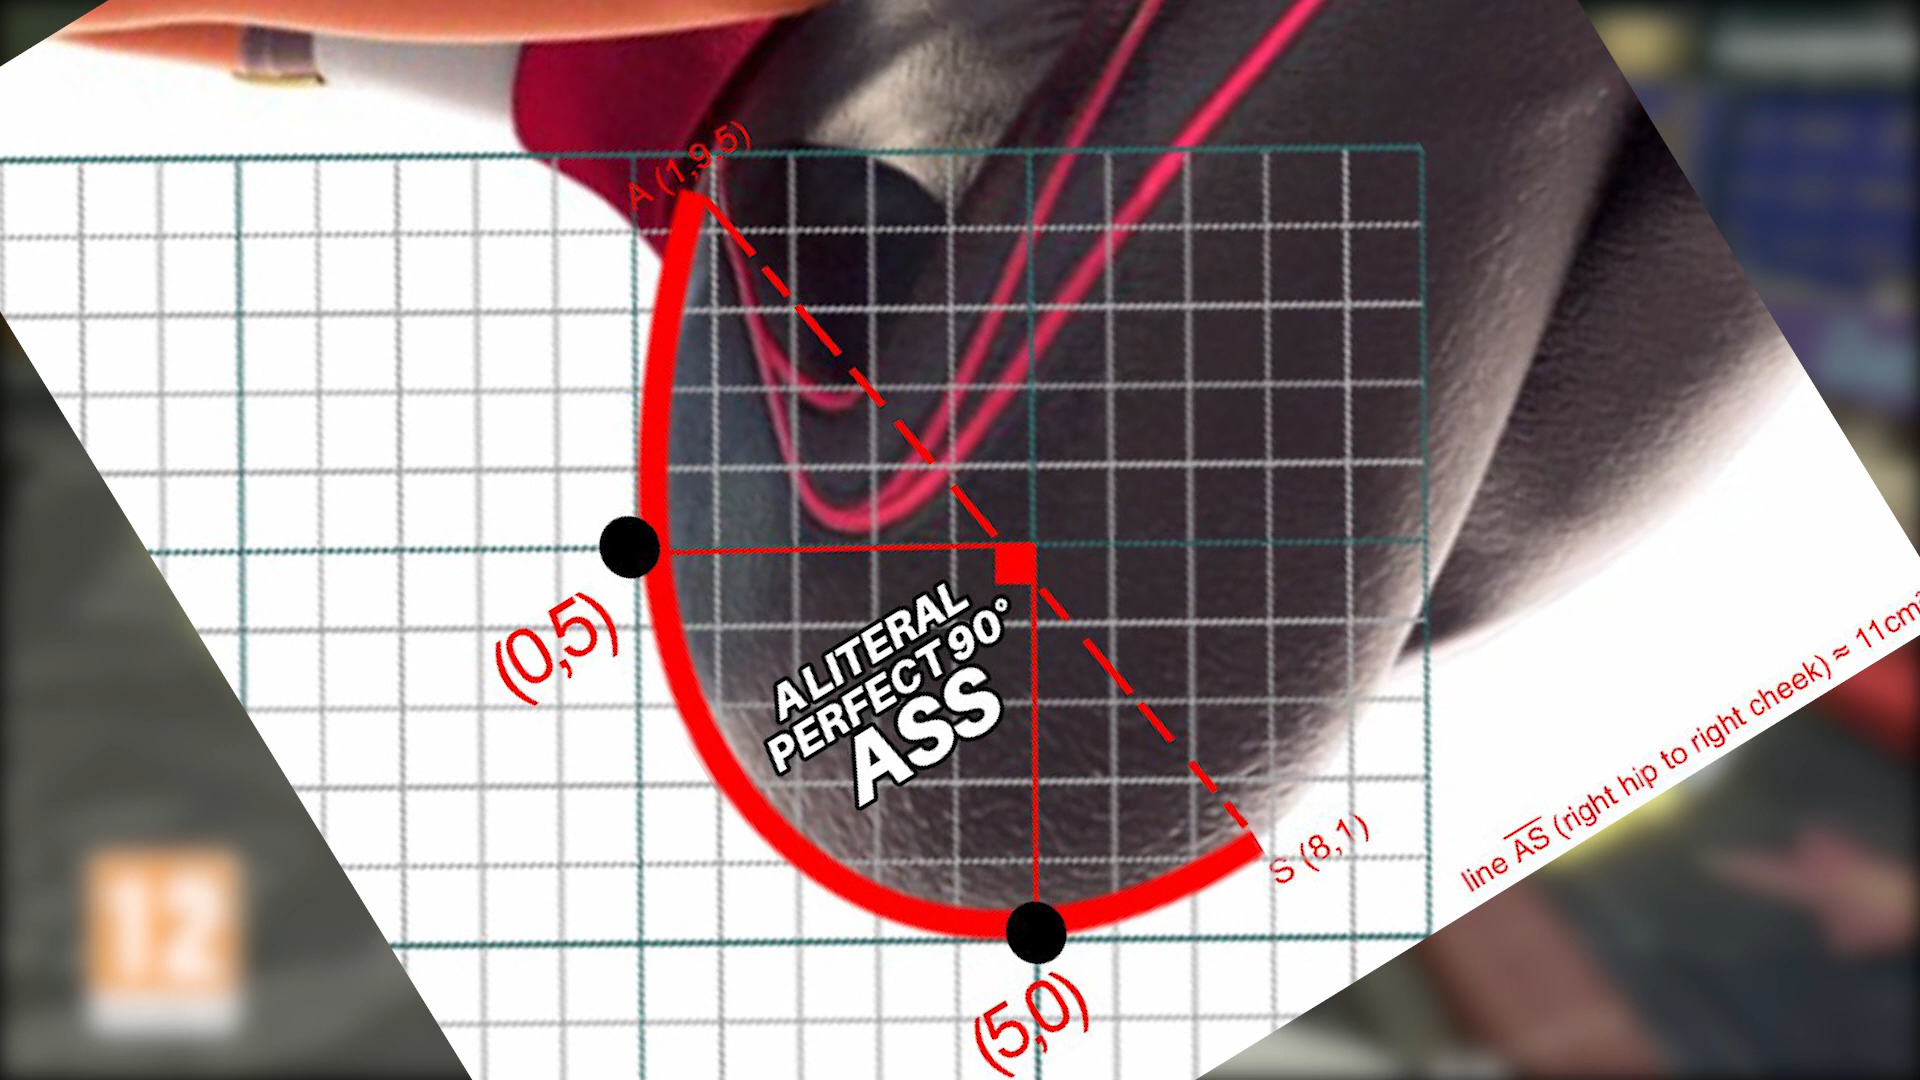 A (1,9.5)
(0,5)
A LITERAL
PERFECT 90°
ASS
S (8,1)
(5,0)
line AS (right hip to right cheek) ≈ 11cm²
12